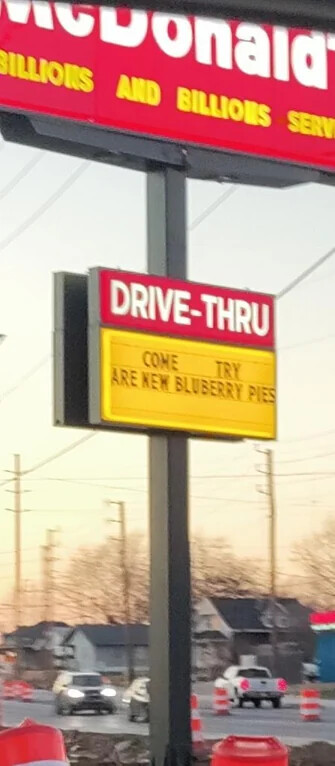 McDonald'
BILLIONS AND BILLIONS SERV
DRIVE-THRU
COME TRY
ARE NEW BLUBERRY PIES